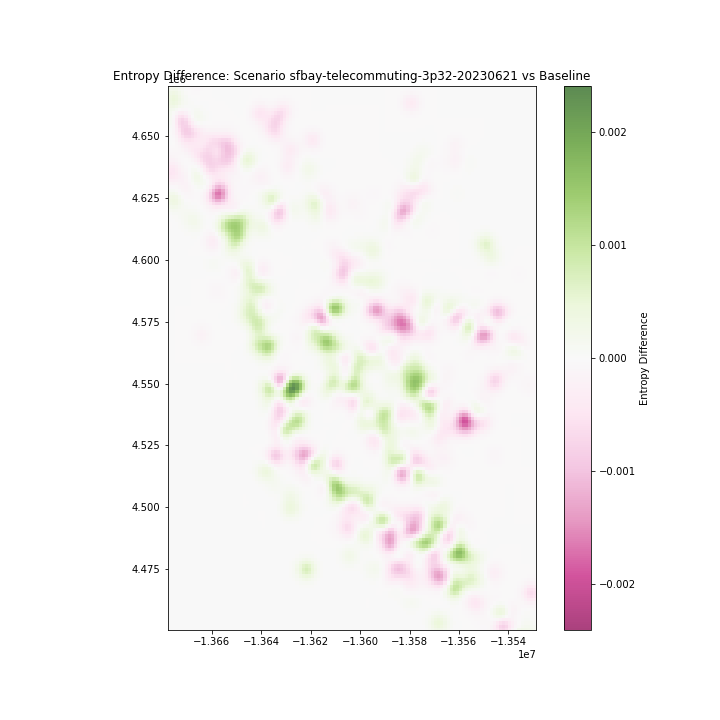 Entropy Difference: Scenario sfbay-telecommuting-3p32-20230621 vs Baseline
1e6
4.650
4.625
4.600
4.575
4.550
4.525
4.500
4.475
−1.366 −1.364 −1.362 −1.360 −1.358 −1.356 −1.354
1e7
0.002
0.001
0.000
−0.001
−0.002
Entropy Difference